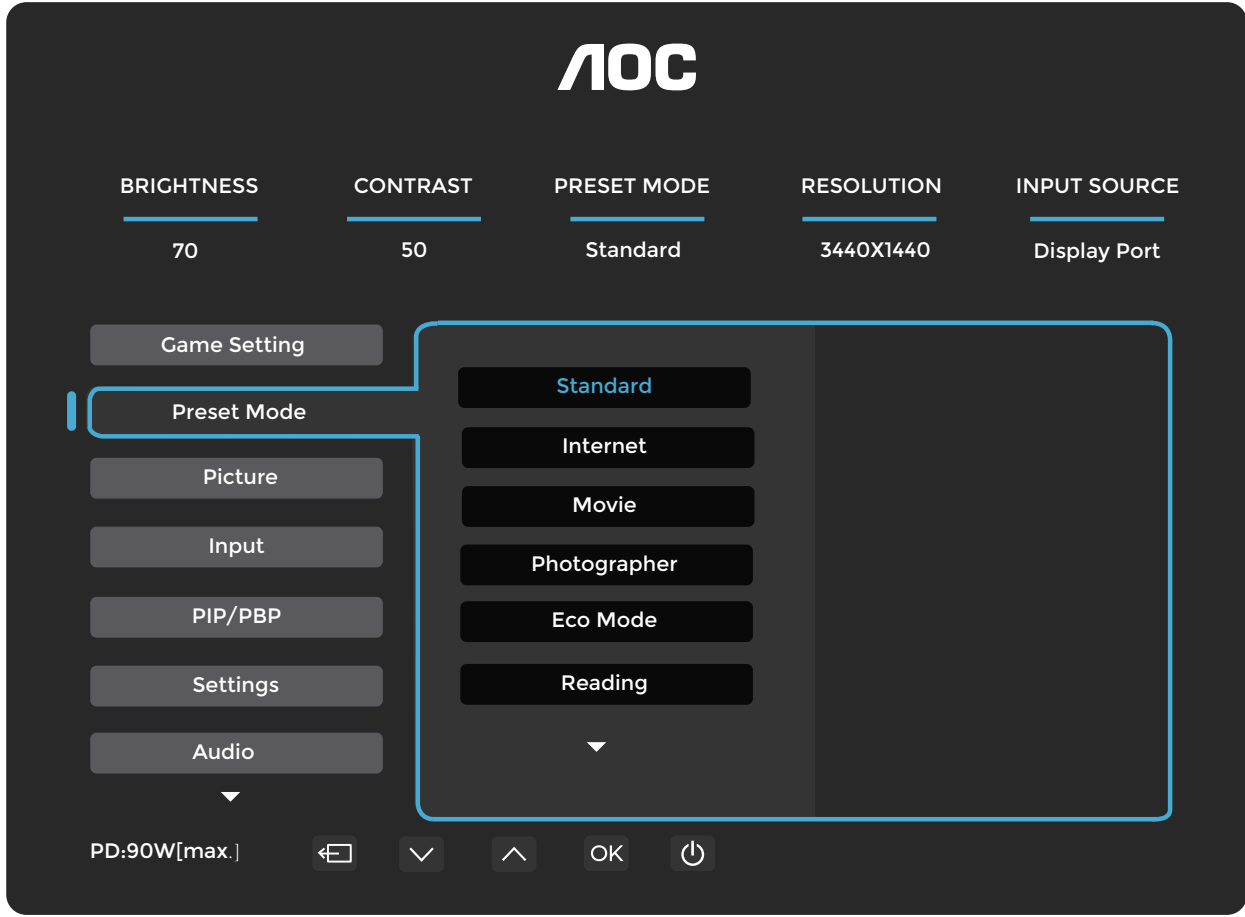 AOC
BRIGHTNESS CONTRAST PRESET MODE RESOLUTION INPUT SOURCE
70 50 Standard 3440X1440 Display Port
Game Setting
Preset Mode
Picture
Input
PIP/PBP
Settings
Audio
Standard
Internet
Movie
Photographer
Eco Mode
Reading
PD:90W[max.]
OK